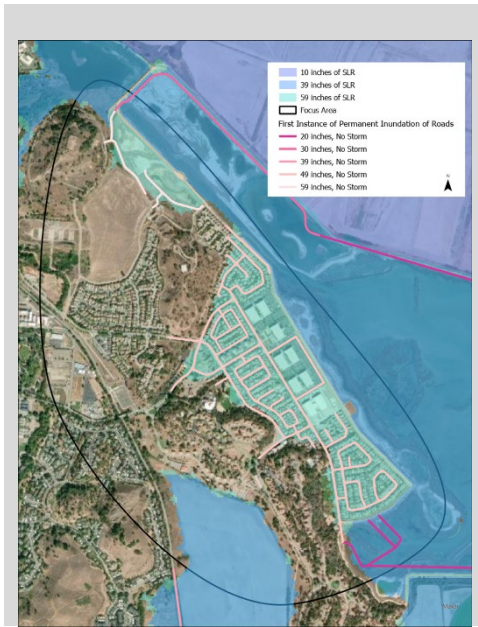 10 inches of SLR
39 inches of SLR
59 inches of SLR
Focus Area
First Instance of Permanent Inundation of Roads
20 inches, No Storm
30 inches, No Storm
39 inches, No Storm
49 inches, No Storm
59 inches, No Storm
N